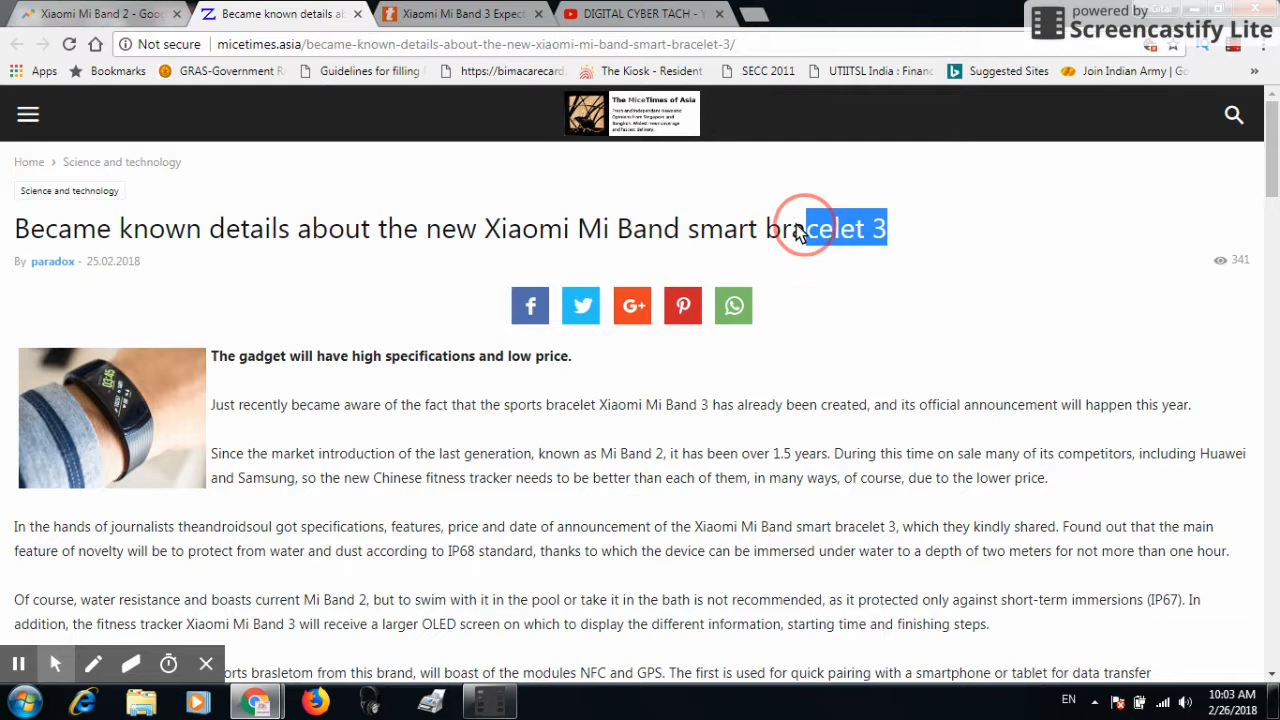 Xiaomi Mi Band 2 - Goo
Became known details a
Xiaomi Mi Band 3 Expec
DIGITAL CYBER TACH - Y
powered by
Screencastify Lite
Not secure
micetimes.asia/became-known-details-about-the-new-xiaomi-mi-band-smart-bracelet-3/
Apps
Bookmarks
GRAS-Government R
Guidelines for filling
https://bimacarecard.
The Kiosk - Resident
SECC 2011
UTIITSL India : Financ
Suggested Sites
Join Indian Army | Go
»
The MiceTimes of Asia
Home > Science and technology
Science and technology
Became known details about the new Xiaomi Mi Band smart bracelet 3
By paradox - 25.02.2018
341
The gadget will have high specifications and low price.
Just recently became aware of the fact that the sports bracelet Xiaomi Mi Band 3 has already been created, and its official announcement will happen this year.
Since the market introduction of the last generation, known as Mi Band 2, it has been over 1.5 years. During this time on sale many of its competitors, including Huawei
and Samsung, so the new Chinese fitness tracker needs to be better than each of them, in many ways, of course, due to the lower price.
In the hands of journalists theandroidsoul got specifications, features, price and date of announcement of the Xiaomi Mi Band smart bracelet 3, which they kindly shared. Found out that the main
feature of novelty will be to protect from water and dust according to IP68 standard, thanks to which the device can be immersed under water to a depth of two meters for not more than one hour.
Of course, water resistance and boasts current Mi Band 2, but to swim with it in the pool or take it in the bath is not recommended, as it protected only against short-term immersions (IP67). In
addition, the fitness tracker Xiaomi Mi Band 3 will receive a larger OLED screen on which to display the different information, starting time and finishing steps.
ports brasletom from this brand, will boast of the modules NFC and GPS. The first is used for quick pairing with a smartphone or tablet for data transfer
EN
10:03 AM
2/26/2018